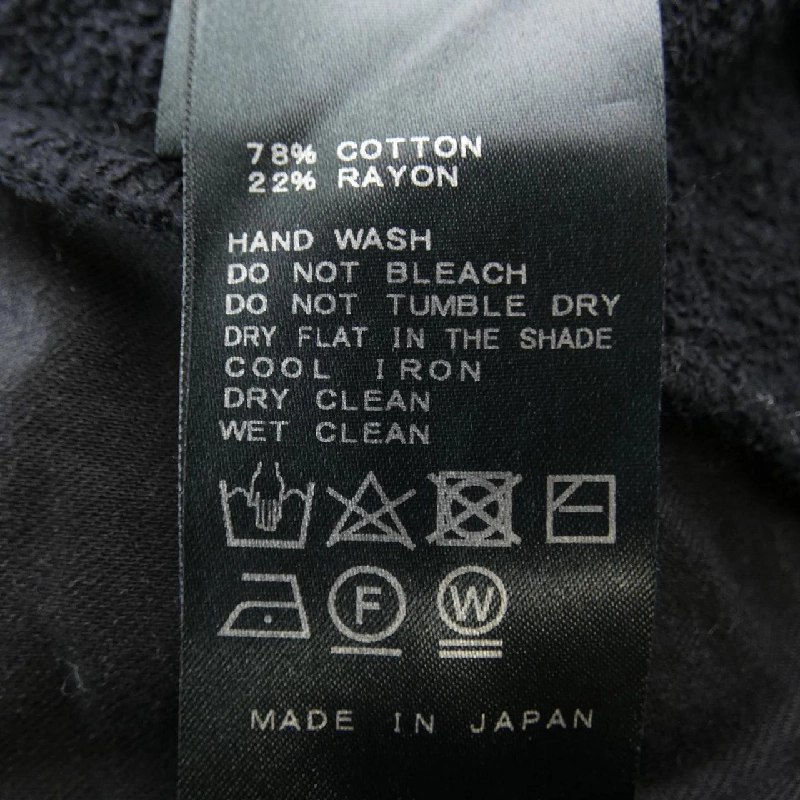 78% COTTON
22% RAYON
HAND WASH
DO NOT BLEACH
DO NOT TUMBLE DRY
DRY FLAT IN THE SHADE
COOL IRON
DRY CLEAN
WET CLEAN
F W
MADE IN JAPAN